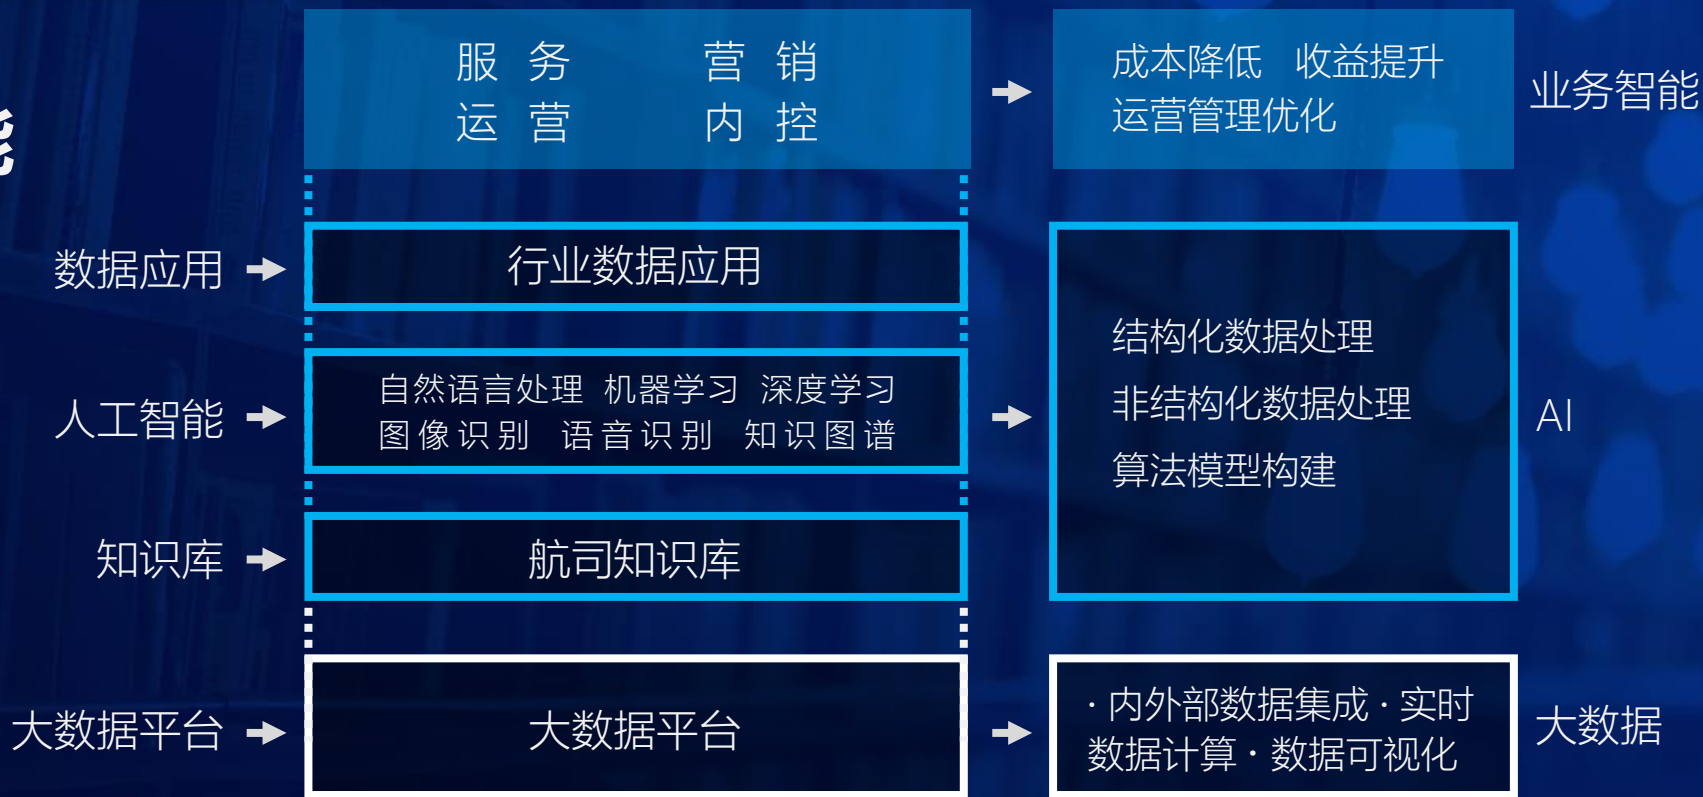 服务 营销
运营 内控
成本降低 收益提升
运营管理优化
业务智能
能
数据应用
行业数据应用
人工智能
自然语言处理 机器学习 深度学习
图像识别 语音识别 知识图谱
结构化数据处理
非结构化数据处理
算法模型构建
AI
知识库
航司知识库
大数据平台
大数据平台
·内外部数据集成·实时
数据计算·数据可视化
大数据